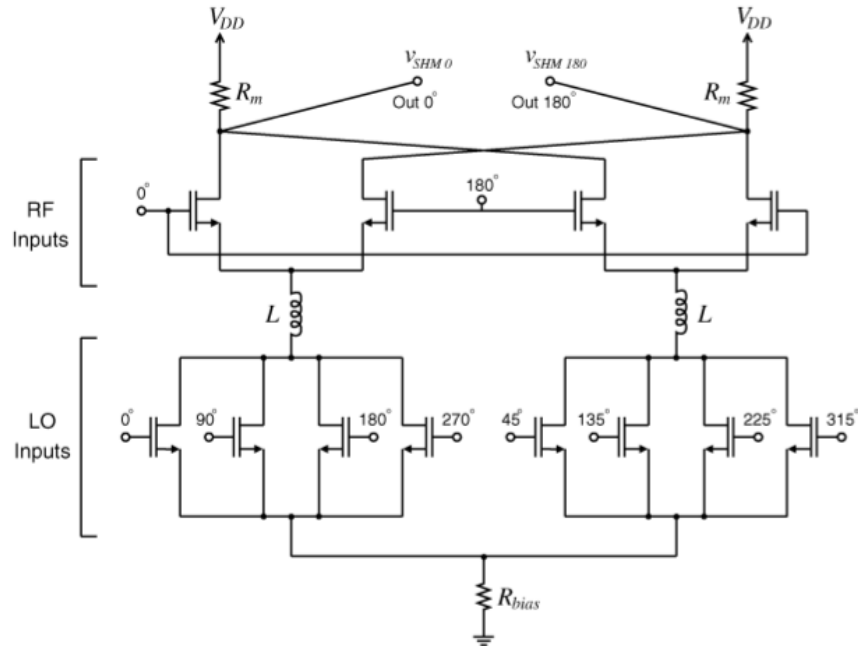 V_DD V_DD
v_SHM 0 v_SHM 180
R_m Out 0° Out 180° R_m
0° 180°
RF
Inputs
L L
LO
Inputs
0° 90° 180° 270° 45° 135° 225° 315°
R_bias